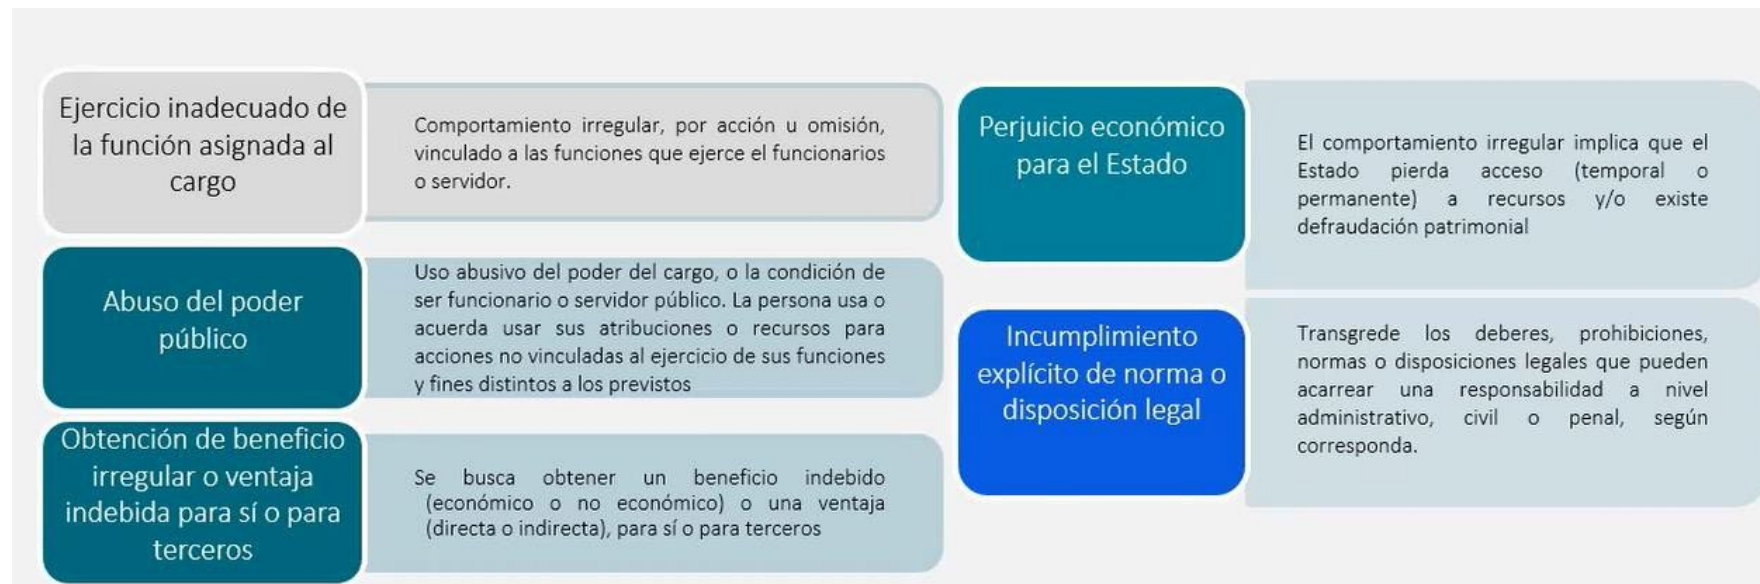 Ejercicio inadecuado de
la función asignada al
cargo
Comportamiento irregular, por acción u omisión,
vinculado a las funciones que ejerce el funcionarios
o servidor.
Abuso del poder
público
Uso abusivo del poder del cargo, o la condición de
ser funcionario o servidor público. La persona usa o
acuerda usar sus atribuciones o recursos para
acciones no vinculadas al ejercicio de sus funciones
y fines distintos a los previstos
Obtención de beneficio
irregular o ventaja
indebida para sí o para
terceros
Se busca obtener un beneficio indebido
(económico o no económico) o una ventaja
(directa o indirecta), para sí o para terceros
Perjuicio económico
para el Estado
El comportamiento irregular implica que el
Estado pierda acceso (temporal o
permanente) a recursos y/o existe
defraudación patrimonial
Incumplimiento
explícito de norma o
disposición legal
Transgrede los deberes, prohibiciones,
normas o disposiciones legales que pueden
acarrear una responsabilidad a nivel
administrativo, civil o penal, según
corresponda.